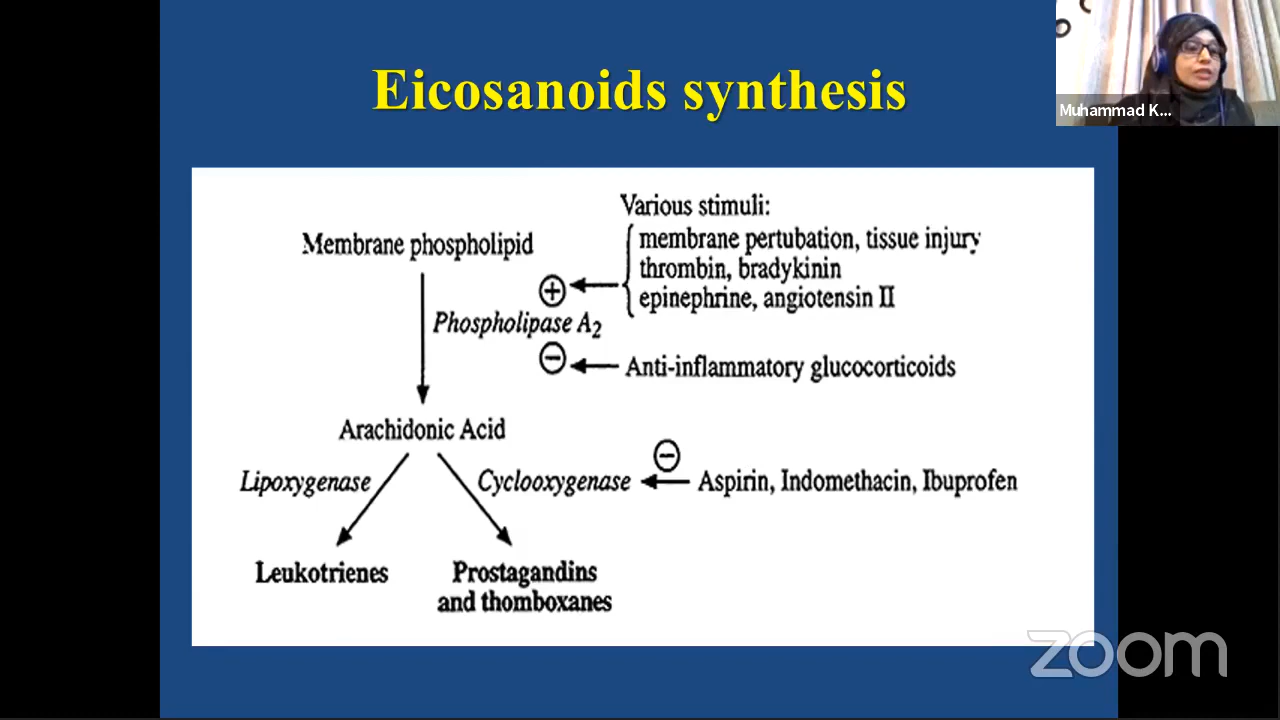 Eicosanoids synthesis
Muhammad K...
Various stimuli:
Membrane phospholipid
membrane pertubation, tissue injury
thrombin, bradykinin
+
epinephrine, angiotensin II
Phospholipase A2
−
Anti-inflammatory glucocorticoids
Arachidonic Acid
−
Lipoxygenase
Cyclooxygenase
Aspirin, Indomethacin, Ibuprofen
Leukotrienes
Prostagandins
and thomboxanes
zoom